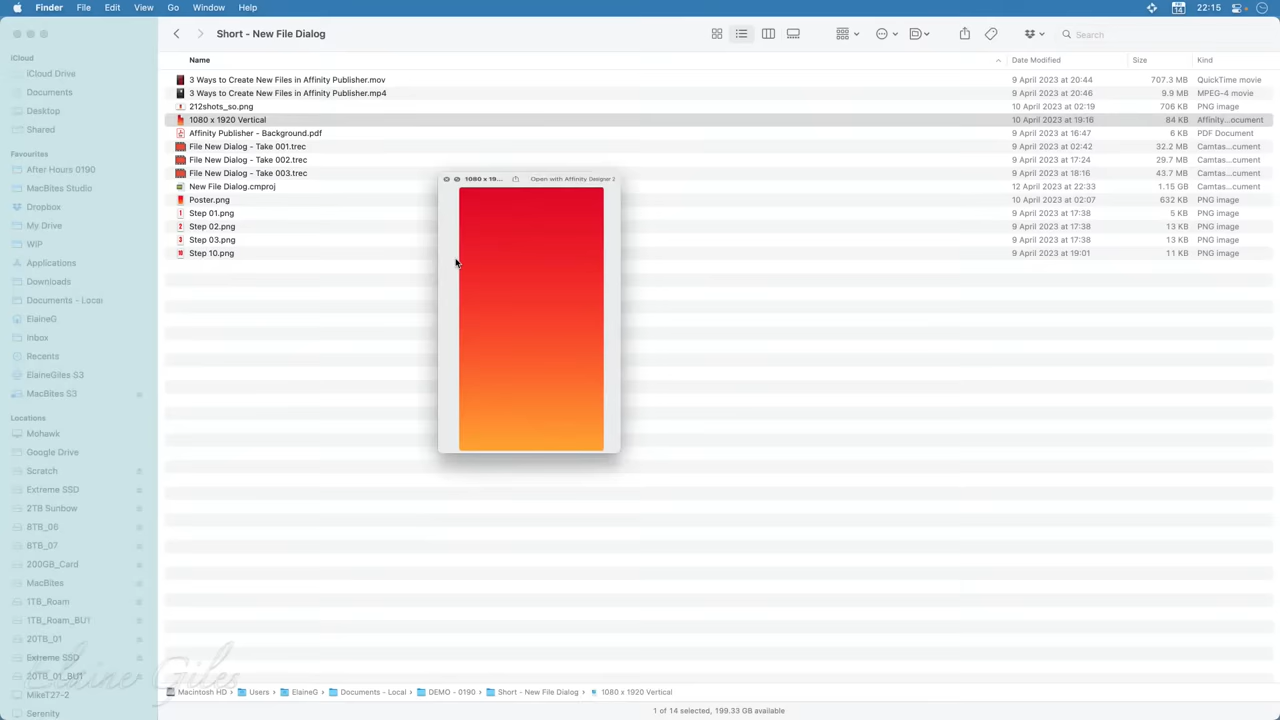 Finder File Edit View Go Window Help 22:15
Short - New File Dialog Search
Name Date Modified Size Kind
3 Ways to Create New Files in Affinity Publisher.mov 9 April 2023 at 20:44 707.3 MB QuickTime movie
3 Ways to Create New Files in Affinity Publisher.mp4 9 April 2023 at 20:46 9.9 MB MPEG-4 movie
212shots_so.png 10 April 2023 at 02:19 706 KB PNG image
1080 x 1920 Vertical 10 April 2023 at 19:16 84 KB Affinity...ocument
Affinity Publisher - Background.pdf 9 April 2023 at 16:47 6 KB PDF Document
File New Dialog - Take 001.trec 9 April 2023 at 02:42 32.2 MB Camtas...cument
File New Dialog - Take 002.trec 9 April 2023 at 17:24 29.7 MB Camtas...cument
File New Dialog - Take 003.trec 9 April 2023 at 18:16 43.7 MB Camtas...cument
New File Dialog.cmproj 12 April 2023 at 22:33 1.15 GB Camtas...cument
Poster.png 10 April 2023 at 02:07 632 KB PNG image
Step 01.png 9 April 2023 at 17:38 5 KB PNG image
Step 02.png 9 April 2023 at 17:38 13 KB PNG image
Step 03.png 9 April 2023 at 17:38 13 KB PNG image
Step 10.png 9 April 2023 at 19:01 11 KB PNG image
1080 x 19... Open with Affinity Designer 2
iCloud
iCloud Drive
Documents
Desktop
Shared
Favourites
After Hours 0190
MacBites Studio
Dropbox
My Drive
WIP
Applications
Downloads
Documents - Local
ElaineG
Inbox
Recents
ElaineGiles S3
MacBites S3
Locations
Mohawk
Google Drive
Scratch
Extreme SSD
2TB Sunbow
8TB_06
8TB_07
200GB_Card
MacBites
1TB_Roam
1TB_Roam_BU1
20TB_01
Extreme SSD
20TB_01_BU1
MikeT27-2
Serenity
Elaine Giles
Macintosh HD › Users › ElaineG › Documents - Local › DEMO - 0190 › Short - New File Dialog › 1080 x 1920 Vertical
1 of 14 selected, 199.33 GB available